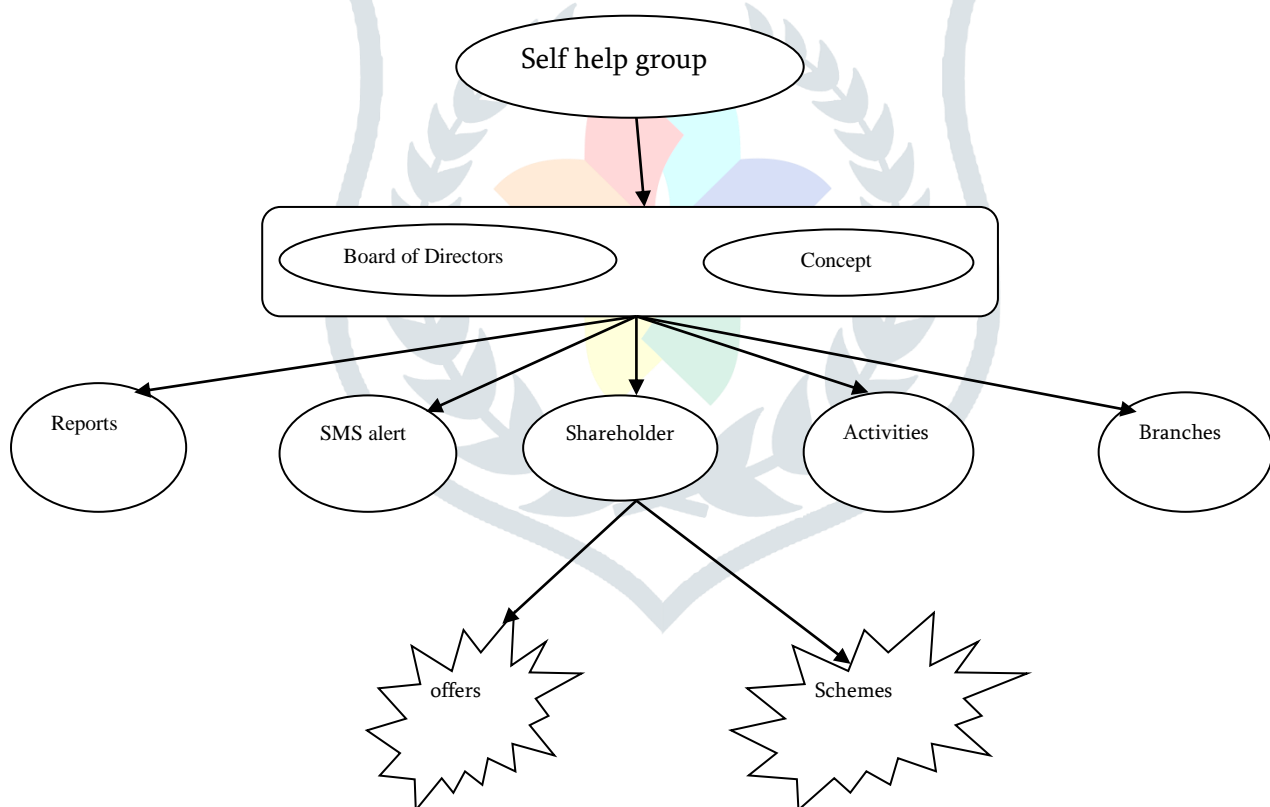 Self help group
Board of Directors
Concept
Reports
SMS alert
Shareholder
Activities
Branches
offers
Schemes